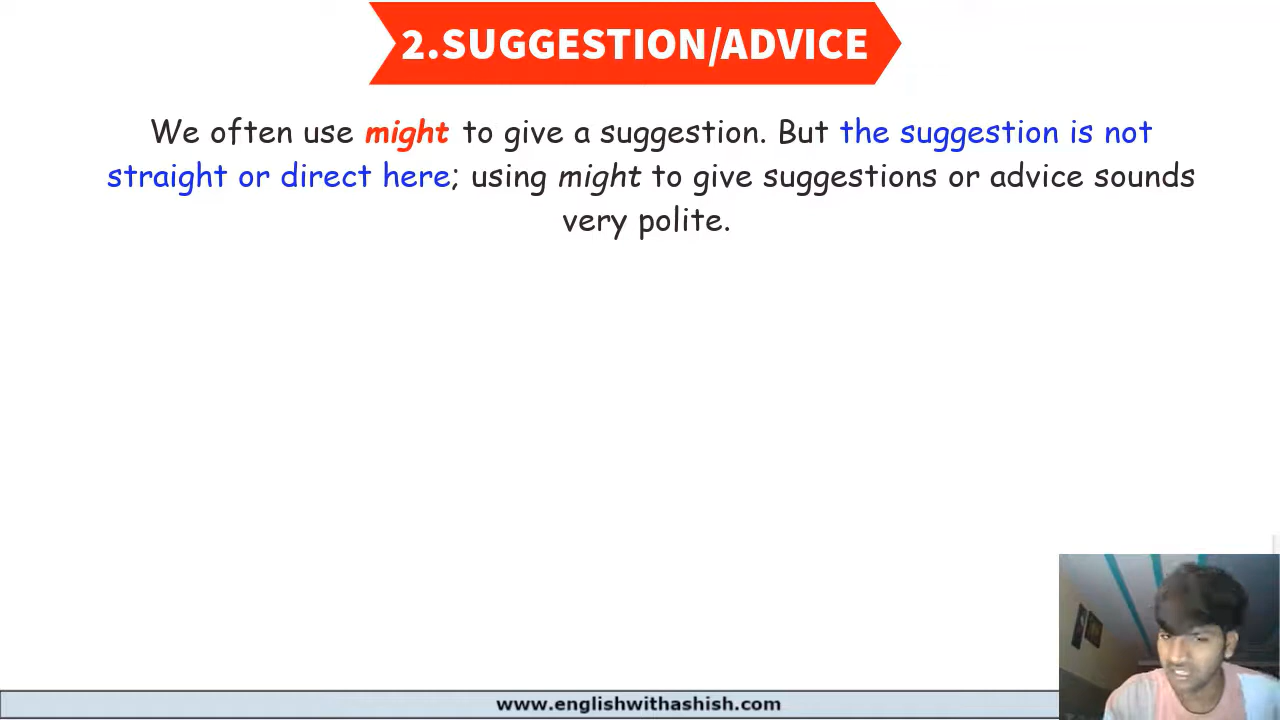 2.SUGGESTION/ADVICE
We often use might to give a suggestion. But the suggestion is not
straight or direct here; using might to give suggestions or advice sounds
very polite.
www.englishwithashish.com